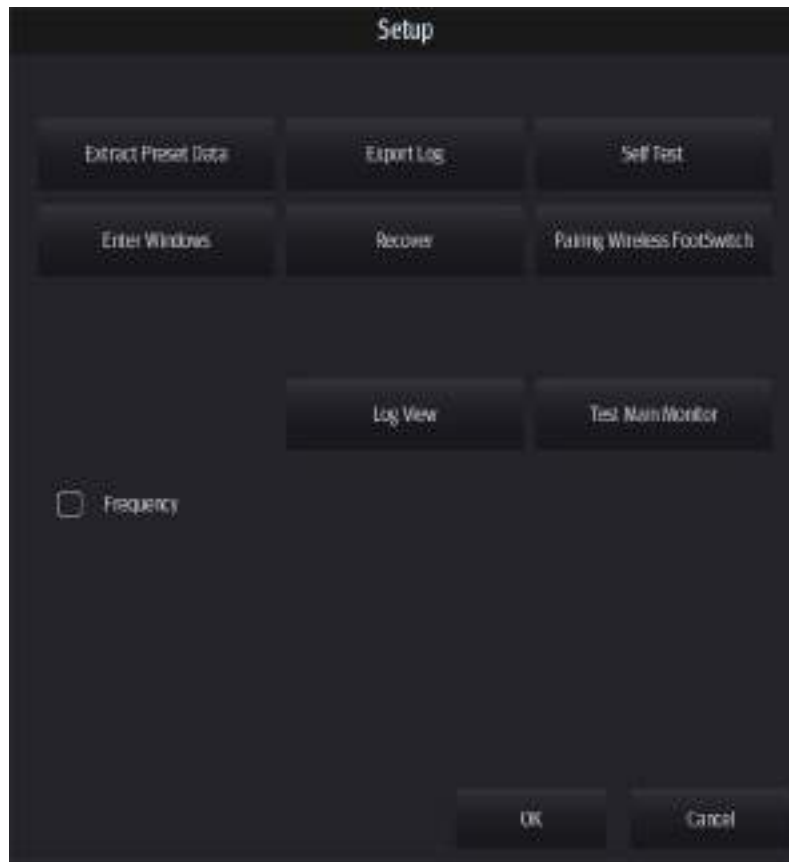 Setup
Extract Preset Data
Export Log
Self Test
Enter Windows
Recover
Pairing Wireless FootSwitch
Log View
Test Main Monitor
Frequency
OK
Cancel